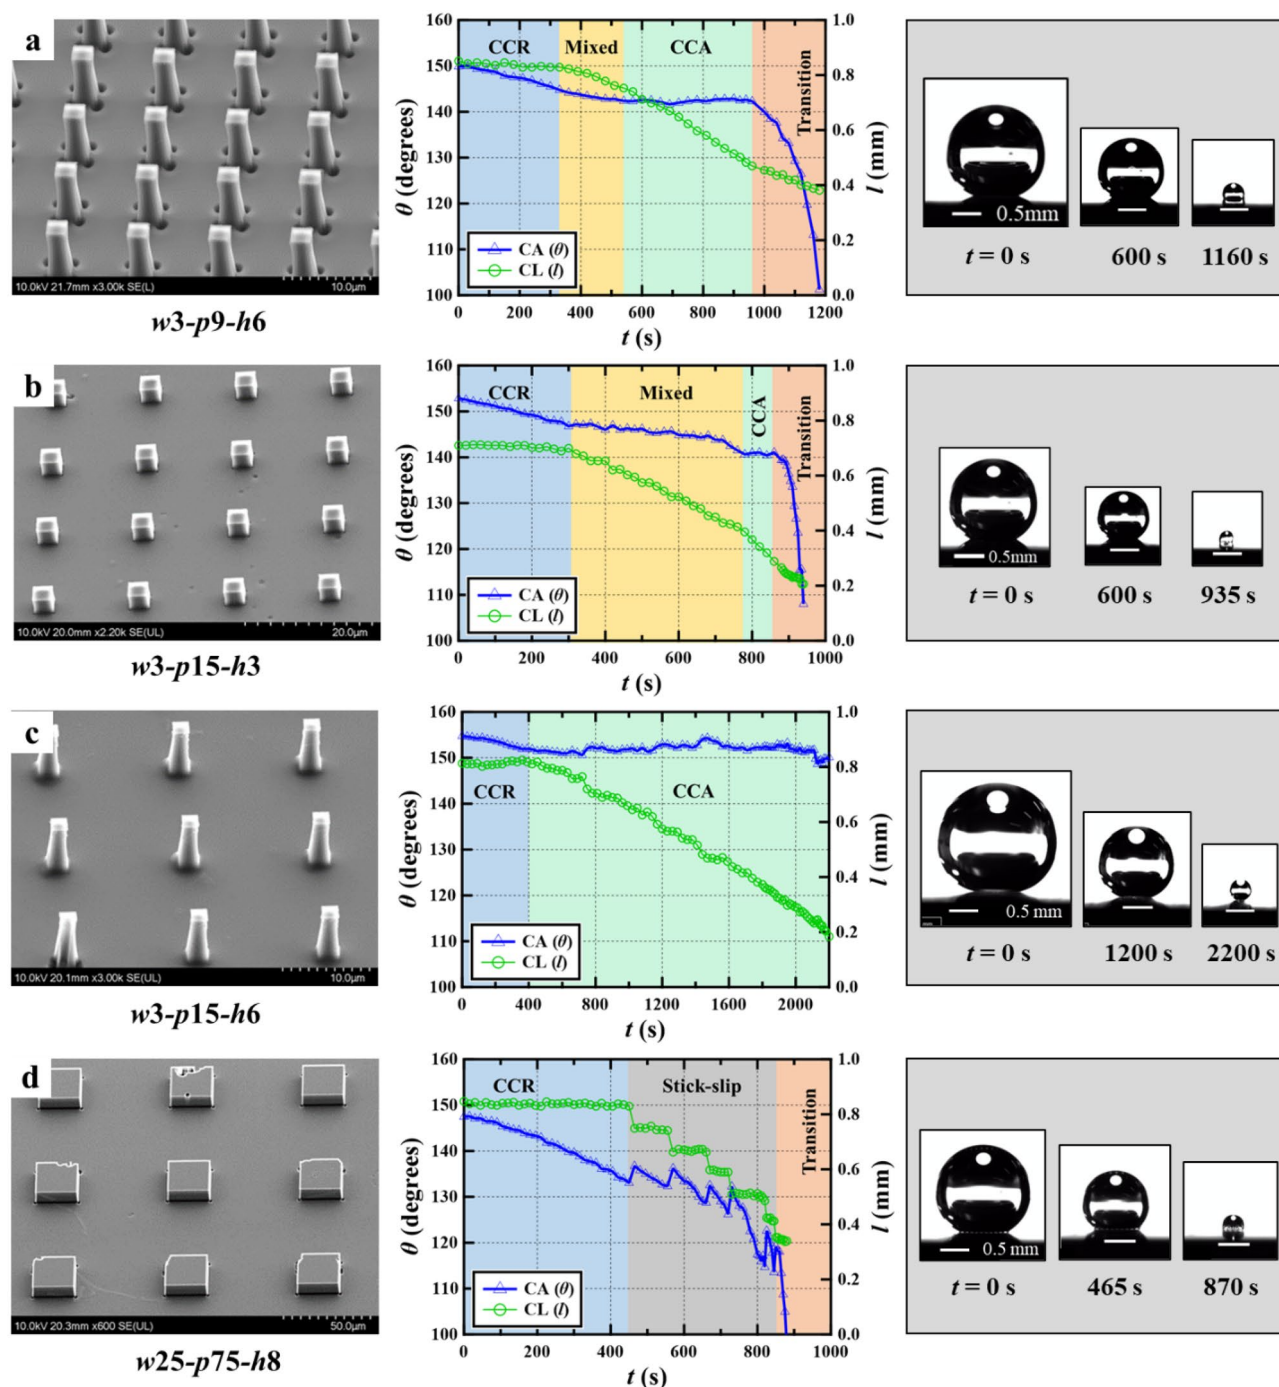 a
10.0kV 21.7mm x3.00k SE(L)
10.0µm
w3-p9-h6
160
150
140
130
120
110
100
θ (degrees)
CCR
Mixed
CCA
Transition
CA (θ)
CL (l)
1.0
0.8
0.6
0.4
0.2
0.0
l (mm)
0 200 400 600 800 1000 1200
t (s)
0.5mm
t = 0 s 600 s 1160 s
b
10.0kV 20.0mm x2.20k SE(UL)
20.0µm
w3-p15-h3
160
150
140
130
120
110
100
θ (degrees)
CCR
Mixed
CCA
Transition
CA (θ)
CL (l)
1.0
0.8
0.6
0.4
0.2
0.0
l (mm)
0 200 400 600 800 1000
t (s)
0.5mm
t = 0 s 600 s 935 s
c
10.0kV 20.1mm x3.00k SE(UL)
10.0µm
w3-p15-h6
160
150
140
130
120
110
100
θ (degrees)
CCR
CCA
CA (θ)
CL (l)
1.0
0.8
0.6
0.4
0.2
0.0
l (mm)
0 400 800 1200 1600 2000
t (s)
0.5 mm
t = 0 s 1200 s 2200 s
d
10.0kV 20.3mm x600 SE(UL)
50.0µm
w25-p75-h8
160
150
140
130
120
110
100
θ (degrees)
CCR
Stick-slip
Transition
CA (θ)
CL (l)
1.0
0.8
0.6
0.4
0.2
0.0
l (mm)
0 200 400 600 800 1000
t (s)
0.5 mm
t = 0 s 465 s 870 s